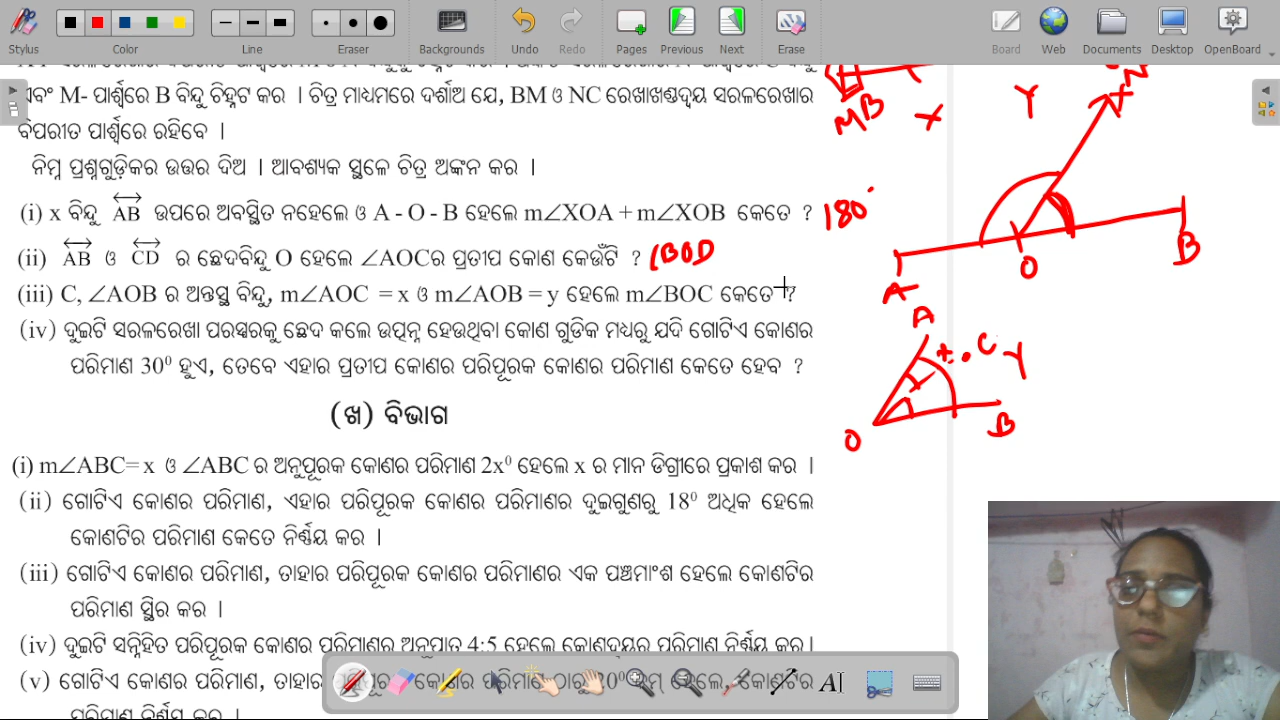 Stylus Color Line Eraser Backgrounds Undo Redo Pages Previous Next Erase Board Web Documents Desktop OpenBoard
ଏବଂ M- ପାର୍ଶ୍ୱରେ B ବିନ୍ଦୁ ଚିହ୍ନଟ କର । ଚିତ୍ର ମାଧ୍ୟମରେ ଦର୍ଶାଅ ଯେ, BM ଓ NC ରେଖାଖଣ୍ଡଦ୍ୱୟ ସରଳରେଖାର
ବିପରୀତ ପାର୍ଶ୍ୱରେ ରହିବେ ।
ନିମ୍ନ ପ୍ରଶ୍ନଗୁଡ଼ିକର ଉତ୍ତର ଦିଅ । ଆବଶ୍ୟକ ସ୍ଥଳେ ଚିତ୍ର ଅଙ୍କନ କର ।
(i) x ବିନ୍ଦୁ AB ଉପରେ ଅବସ୍ଥିତ ନହେଲେ ଓ A - O - B ହେଲେ m∠XOA + m∠XOB କେତେ ? 180°
(ii) AB ଓ CD ର ଛେଦବିନ୍ଦୁ O ହେଲେ ∠AOCର ପ୍ରତୀପ କୋଣ କେଉଁଟି ? ∠BOD
(iii) C, ∠AOB ର ଅନ୍ତସ୍ଥ ବିନ୍ଦୁ, m∠AOC = x ଓ m∠AOB = y ହେଲେ m∠BOC କେତେ ?
(iv) ଦୁଇଟି ସରଳରେଖା ପରସ୍ପରକୁ ଛେଦ କଲେ ଉତ୍ପନ୍ନ ହେଉଥିବା କୋଣ ଗୁଡିକ ମଧ୍ୟରୁ ଯଦି ଗୋଟିଏ କୋଣର
ପରିମାଣ 30⁰ ହୁଏ, ତେବେ ଏହାର ପ୍ରତୀପ କୋଣର ପରିପୂରକ କୋଣର ପରିମାଣ କେତେ ହେବ ?
(ଖ) ବିଭାଗ
(i) m∠ABC= x ଓ ∠ABC ର ଅନୁପୂରକ କୋଣର ପରିମାଣ 2x⁰ ହେଲେ x ର ମାନ ଡିଗ୍ରୀରେ ପ୍ରକାଶ କର ।
(ii) ଗୋଟିଏ କୋଣର ପରିମାଣ, ଏହାର ପରିପୂରକ କୋଣର ପରିମାଣର ଦୁଇଗୁଣରୁ 18⁰ ଅଧିକ ହେଲେ
କୋଣଟିର ପରିମାଣ କେତେ ନିର୍ଣ୍ଣୟ କର ।
(iii) ଗୋଟିଏ କୋଣର ପରିମାଣ, ତାହାର ପରିପୂରକ କୋଣର ପରିମାଣର ଏକ ପଞ୍ଚମାଂଶ ହେଲେ କୋଣଟିର
ପରିମାଣ ସ୍ଥିର କର ।
(iv) ଦୁଇଟି ସନ୍ନିହିତ ପରିପୂରକ କୋଣର ପରିମାଣର ଅନୁପାତ 4:5 ହେଲେ କୋଣଦ୍ୱୟର ପରିମାଣ ନିର୍ଣ୍ଣୟ କର ।
(v) ଗୋଟିଏ କୋଣର ପରିମାଣ,
M B X Y
A O B
A x C y
O B